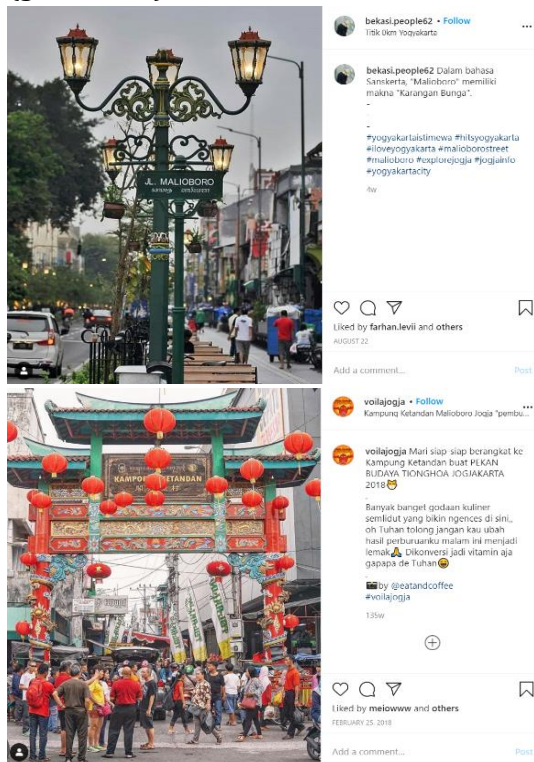 JL. MALIOBORO
bekasi.people62 • Follow
Titik 0km Yogyakarta
...
bekasi.people62 Dalam bahasa
Sanskerta, "Malioboro" memiliki
makna "Karangan Bunga".
-
-
#yogyakartaistimewa #hitsyogyakarta
#iloveyogyakarta #malioborostreet
#malioboro #explorejogja #jogjainfo
#yogyakartacity
4w
Liked by farhan.levii and others
AUGUST 22
Add a comment... Post
KAMPOENG KETANDAN
voilajogja • Follow
Kampung Ketandan Malioboro Jogja "pembu...
...
voilajogja Mari siap-siap berangkat ke
Kampung Ketandan buat PEKAN
BUDAYA TIONGHOA JOGJAKARTA
2018😁
.
Banyak banget godaan kuliner
semlidut yang bikin ngences di sini,,
oh Tuhan tolong jangan kau ubah
hasil perburuanku malam ini menjadi
lemak🙏 Dikonversi jadi vitamin aja
gapapa de Tuhan😄
.
📷by @eatandcoffee
#voilajogja
135w
Liked by meiowww and others
FEBRUARY 25, 2018
Add a comment... Post